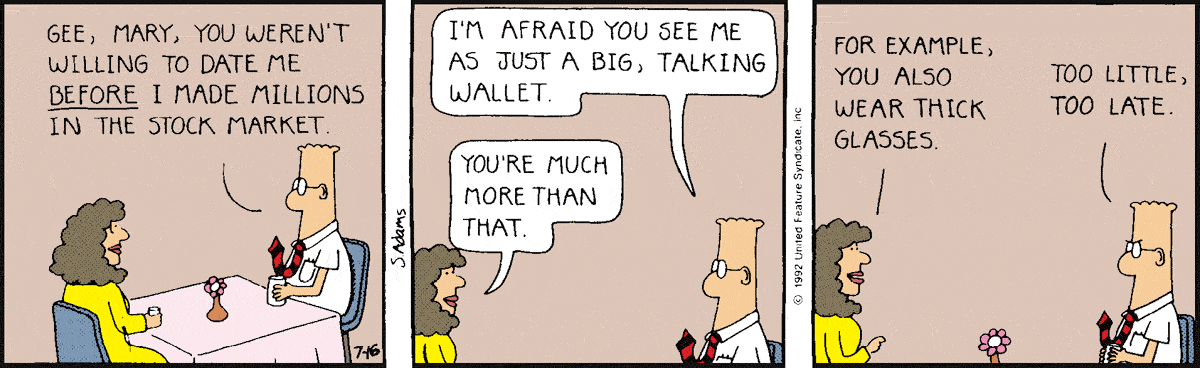 GEE, MARY, YOU WEREN'T
WILLING TO DATE ME
BEFORE I MADE MILLIONS
IN THE STOCK MARKET.
7-16
S. Adams
I'M AFRAID YOU SEE ME
AS JUST A BIG, TALKING
WALLET.
YOU'RE MUCH
MORE THAN
THAT.
© 1992 United Feature Syndicate, Inc
FOR EXAMPLE,
YOU ALSO
WEAR THICK
GLASSES.
TOO LITTLE,
TOO LATE.